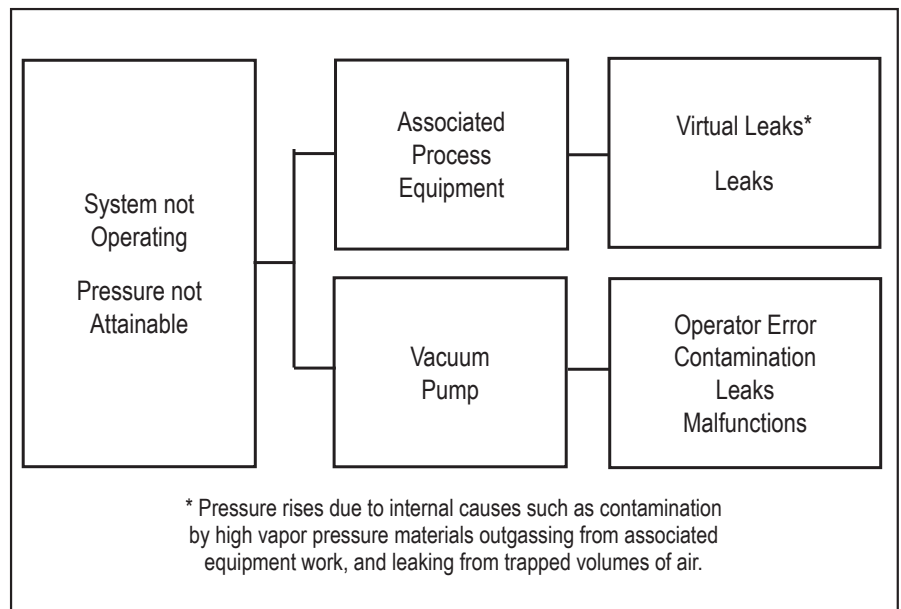 System not
Operating
Pressure not
Attainable
Associated
Process
Equipment
Virtual Leaks*
Leaks
Vacuum
Pump
Operator Error
Contamination
Leaks
Malfunctions
* Pressure rises due to internal causes such as contamination
by high vapor pressure materials outgassing from associated
equipment work, and leaking from trapped volumes of air.